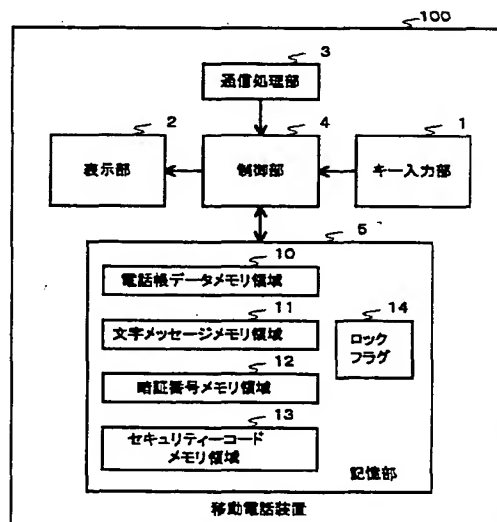 100
3
通信処理部
2
表示部
4
制御部
1
キー入力部
5
10
電話帳データメモリ領域
11
文字メッセージメモリ領域
14
ロック
フラグ
12
暗証番号メモリ領域
13
セキュリティーコード
メモリ領域
記憶部
移動電話装置